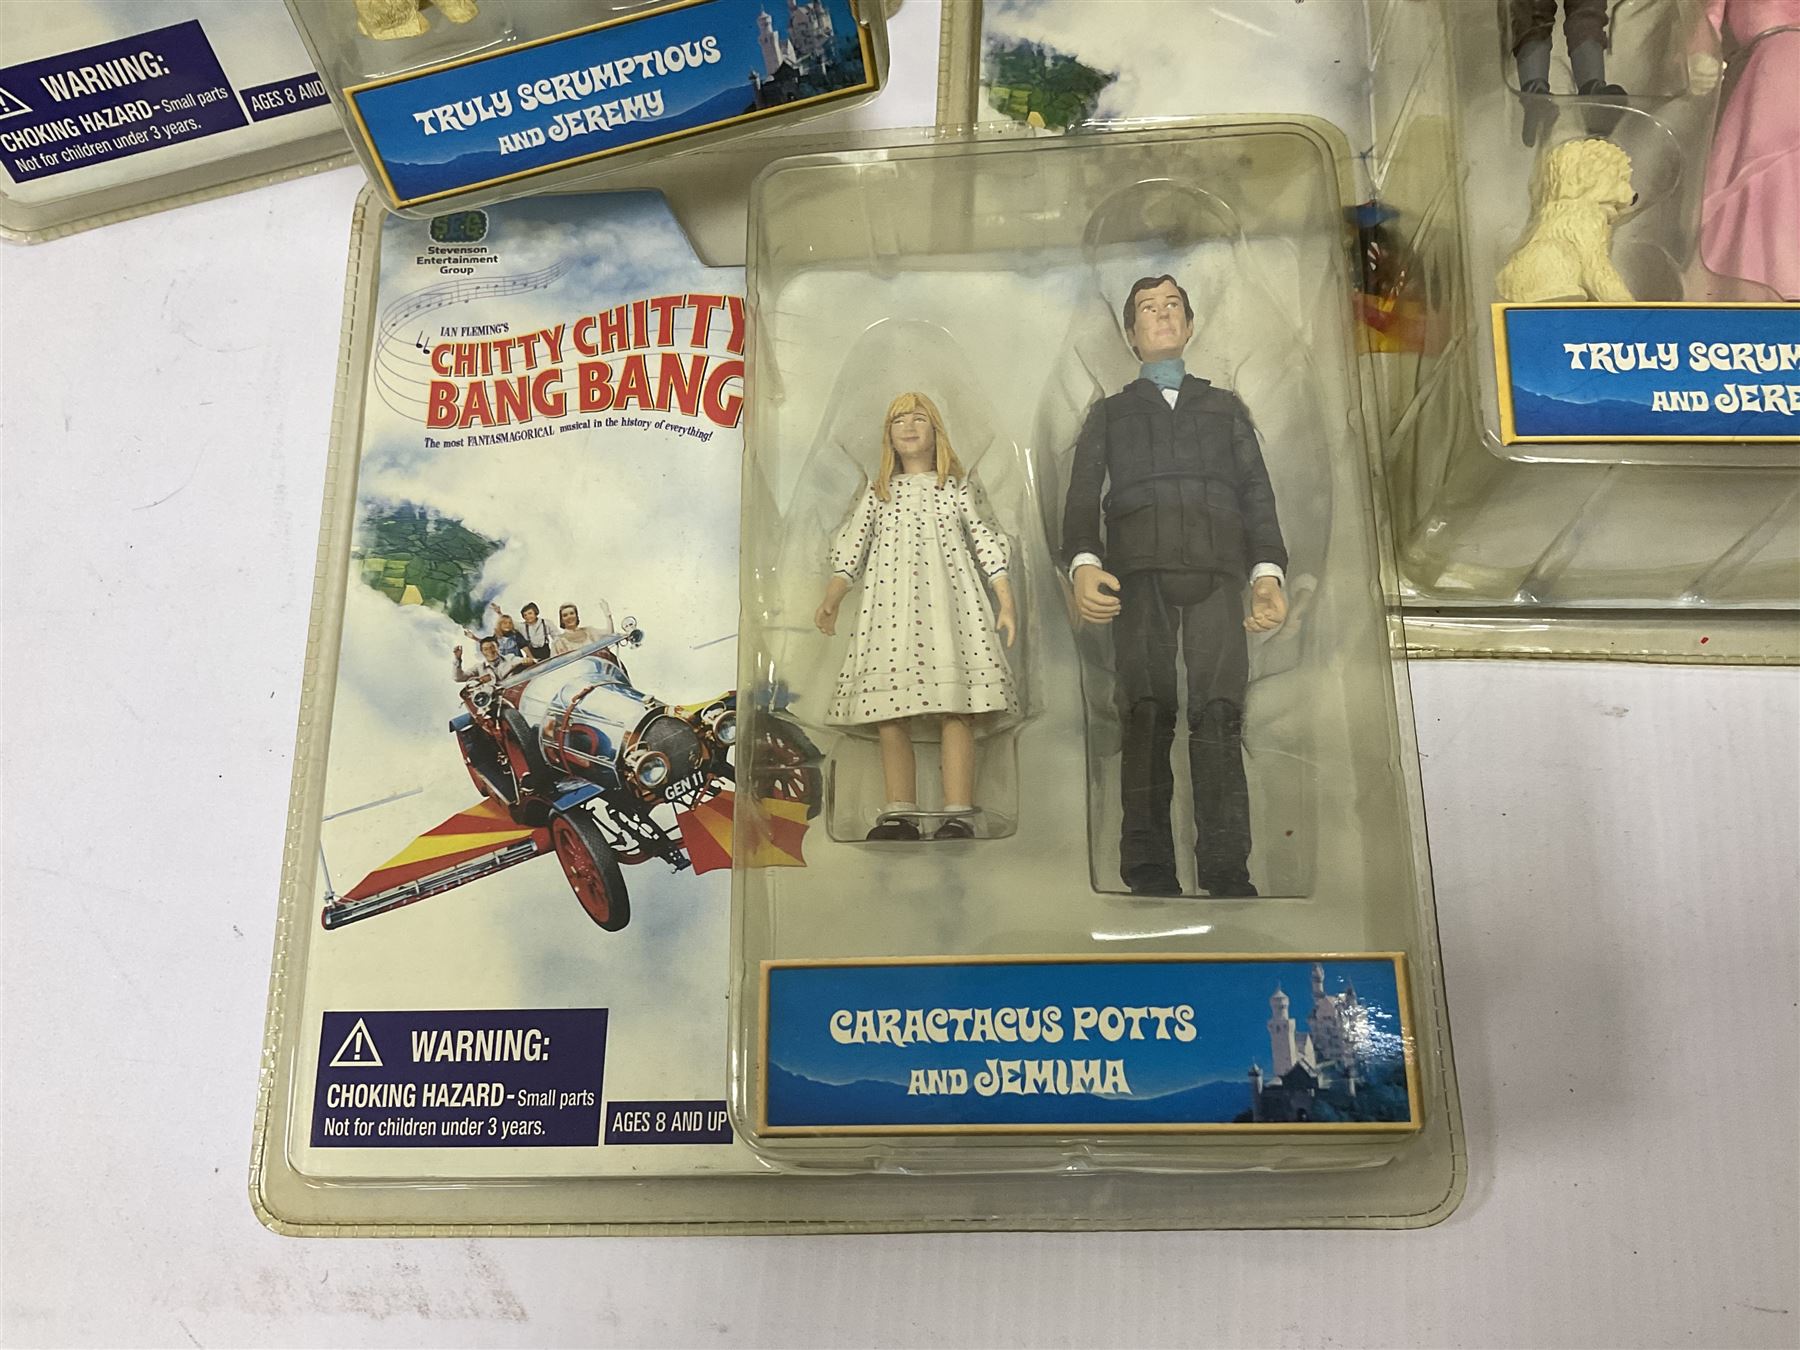 WARNING:
CHOKING HAZARD - Small parts
Not for children under 3 years.
AGES 8 AND
TRULY SCRUMPTIOUS
AND JEREMY
S.E.G.
Stevenson
Entertainment
Group
IAN FLEMING'S
CHITTY CHITTY
BANG BANG
The most FANTASMAGORICAL musical in the history of everything!
GEN 11
WARNING:
CHOKING HAZARD - Small parts
Not for children under 3 years.
AGES 8 AND UP
CARACTACUS POTTS
AND JEMIMA
TRULY SCRUM
AND JERE